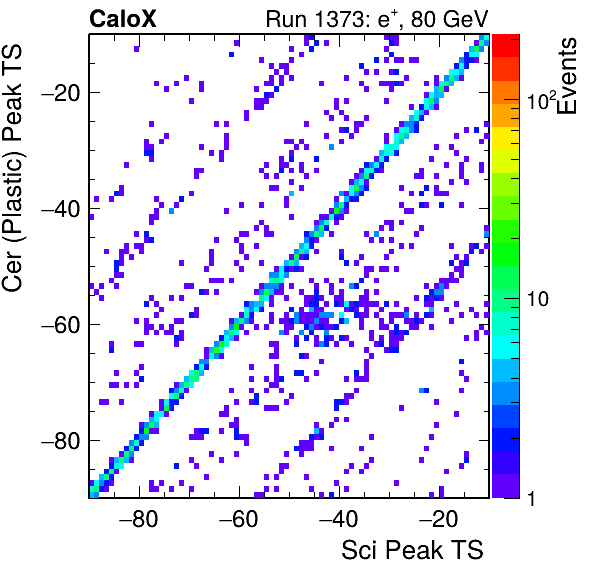 CaloX Run 1373: e⁺, 80 GeV
Cer (Plastic) Peak TS
−20
−40
−60
−80
−80 −60 −40 −20
Sci Peak TS
10²
10
1
Events